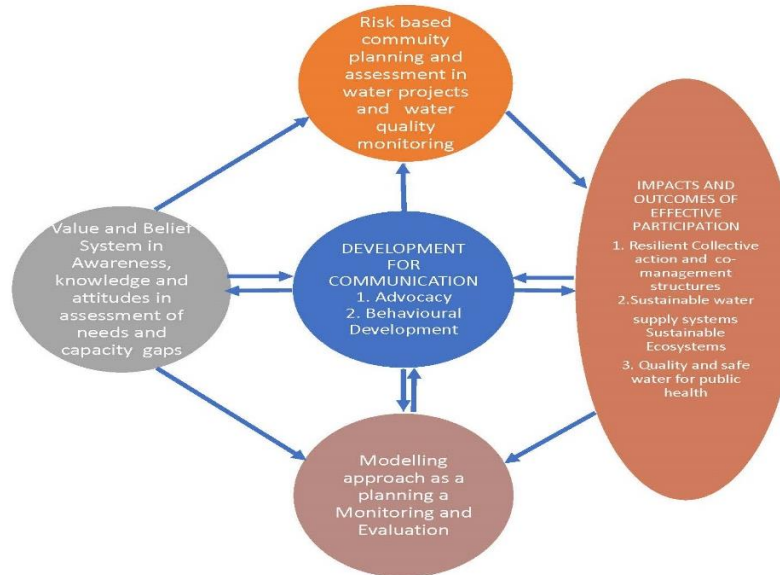 Risk based
commuity
planning and
assessment in
water projects
and water
quality
monitoring
Value and Belief
System in
Awareness,
knowledge and
attitudes in
assessment of
needs and
capacity gaps
DEVELOPMENT
FOR
COMMUNICATION
1. Advocacy
2. Behavioural
Development
IMPACTS AND
OUTCOMES OF
EFFECTIVE
PARTICIPATION
1. Resilient Collective
action and co-
management
structures
2.Sustainable water
supply systems
Sustainable
Ecosystems
3. Quality and safe
water for public
health
Modelling
approach as a
planning a
Monitoring and
Evaluation